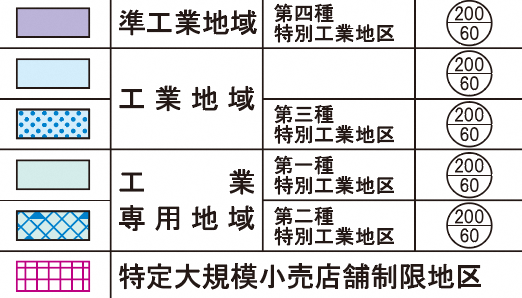 準工業地域 第四種 200
特別工業地区 60
工業地域 200
60
第三種 200
特別工業地区 60
工業 第一種 200
特別工業地区 60
専用地域 第二種 200
特別工業地区 60
特定大規模小売店舗制限地区